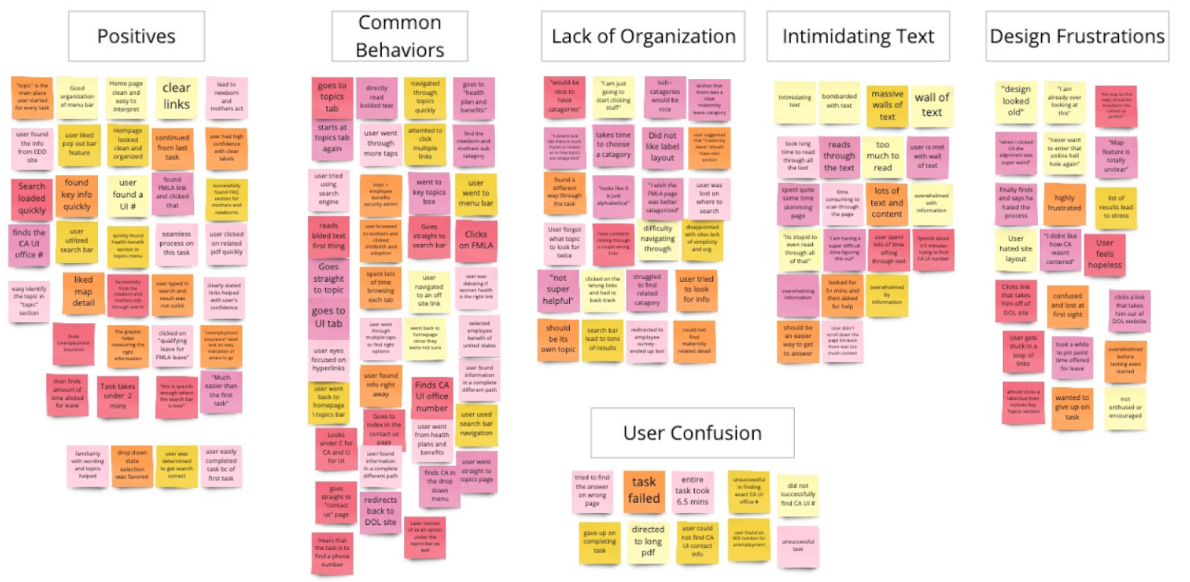 Positives
"topic" is the
main place
user started
for every task
Good
organization
of menu bar
Home page
clean and
easy to
interpret
clear
links
lead to
newborn
and
mothers act
user found
the info
from EDD
site
user liked
pop out bar
feature
Hompage
looked clean
and organized
continued
from last
task
user had high
confidence
with clear
labels
Search
loaded
quickly
found
key info
quickly
user
found a
UI #
found
FMLA link
and clicked
that
successfully
found FAQ
section for
mothers and
newborns
finds the
CA UI
office #
user
utilized
search bar
quickly found
health benefit
section in
topics menu
seamless
process on
this task
user clicked
on related
pdf quickly
easy identify
the topic in
"topic"
section
liked
map
detail
Successfully
finds the
newborn and
mothers info
through search
user typed in
search and
result was
not valid
clearly stated
links helped
with user's
confidence
finds
Unemployment
Insurance
The graphs
helps
reassuring the
right
information
clicked on
"qualifying
leave for
FMLA leave"
"unemployment
insurance" label
was an easy
indication of
where to go
then finds
amount of
time alloted
for leave
Task takes
under 2
mins
"this is specific
enough where
the search bar
is best"
"Much
easier than
the first
task"
familiarity
with wording
and topics
helped
drop down
state
selection
was favored
user was
determined
to get search
correct
user easily
completed
task bc of
first task
Common
Behaviors
goes to
topics
tab
directly
read
bolded text
navigated
through
topics
quickly
goes to
"health
plan and
benefits"
starts at
topics tab
again
user went
through
more taps
attemted to
click
multiple
links
find the
newborn and
mothers sub
category
user tried
using
search
engine
topic >
employee
benefits
security admin
went to
key topics
box
user
went to
menu bar
reads
blded text
first thing
user browsed
to workers and
clicked
childbirth and
adoption
Goes
straight to
search bar
Clicks
on FMLA
Goes
straight
to topic
spent lots
of time
browsing
each tab
user
navigated
to an off
site link
user was
debating if
women health
is the right link
goes to
UI tab
user went
through
multiple taps
to find right
options
went back to
homepage
since they
were not sure
selected
employee
benefit of
united
states
user eyes
focused on
hyperlinks
user found
info right
away
user found
information
in a complete
different
path
user went
back to
homepage
\ topics bar
Finds CA
UI office
number
Goes to
index in the
contact us
page
user used
search bar
navigation
Looks
under C for
CA and U
for UI
user found
information
in a complete
different path
user went
from health
plans and
benefits
user went
straight to
topics page
finds CA in
the drop
down
menu
goes
straight to
"contact
us" page
redirects
back to
DOL site
Later notices
UI as an option
under the
topics bar as
well
Hears that
the task is to
find a phone
number
Lack of Organization
"would be
nice to
have
catagories"
"I am just
going to
start clicking
stuff"
sub -
catagories
would be
nice
wishes that
there was a
clear
maternity
leave catagory
takes time
to choose
a catagory
Did not
like label
layout
user suggested
that "maternity
leave" should
have own
section
found a
different way
through the
task
"looks like it
is just
alphabetical"
"I wish the
FMLA page
was better
catagorized"
user was
lost on
where to
search
User forgot
what topic
to look for
twice
feels confident
clicking through
a couple wrong
links
difficulty
navigating
through
disappointed
with sites lack
of simplicity
and org
"not
super
helpful"
clicked on the
wrong links
and had to
back track
struggled
to find
related
catagory
user tried
to look
for info
should
be its
own topic
search bar
lead to tons
of results
redirected to
employee
survey -
ended up text
could not
find
maternity
related detail
Intimidating Text
intimidating
text
bombarded
with text
massive
walls of
text
wall of
text
took long
time to read
through all
the text
reads
through
the text
too
much to
read
user is
met with
wall of text
spent quite
some time
skimming
page
time
consuming to
scan through
the page
lots of
text and
content
overwhelmed
with
information
"its stupid to
even read
through all
of that"
"i am having a
super difficult
time figuring
this out"
user spent
lots of time
sifting
through text
Spends about
3-5 minutes
trying to find
CA UI number
overwhelming
information
looked for
5+ mins and
then asked
for help
overwhelmed
by
information
should be
an easier
way to get
to answer
User didn't
scroll down the
page because
there was too
much context
Design Frustrations
"design
looked
old"
"I am
already over
looking at
this"
"when I clicked
CA the
alignment was
super weird"
"never want to
enter that
online hell
hole again"
"Map
feature is
totally
unclear"
finally finds
and says he
hated the
process
highly
frustrated
list of
results lead
to stress
User
hated site
layout
"I didnt like
how CA
wasnt
centered"
User
feels
hopeless
Clicks link
that takes
him off of
DOL site
confused
and lost at
first sight
clicks a link
that takes
him out of
DOL website
User gets
stuck in a
loop of
links
took a while
to pin point
time offered
for leave
overwhelmed
before
testing even
started
almost clicks a
label but then
notices Key
Topics section
wanted to
give up on
task
not
enthused or
encouraged
User Confusion
tried to find
the answer
on wrong
page
task
failed
entire
task took
6.5 mins
unsuccessful
in finding
exact CA UI
office #
did not
successfully
find CA UI #
gave up on
completing
task
directed
to long
pdf
user could
not find CA
UI contact
info
user found an
800 number for
unemployment
unsuccessful
task